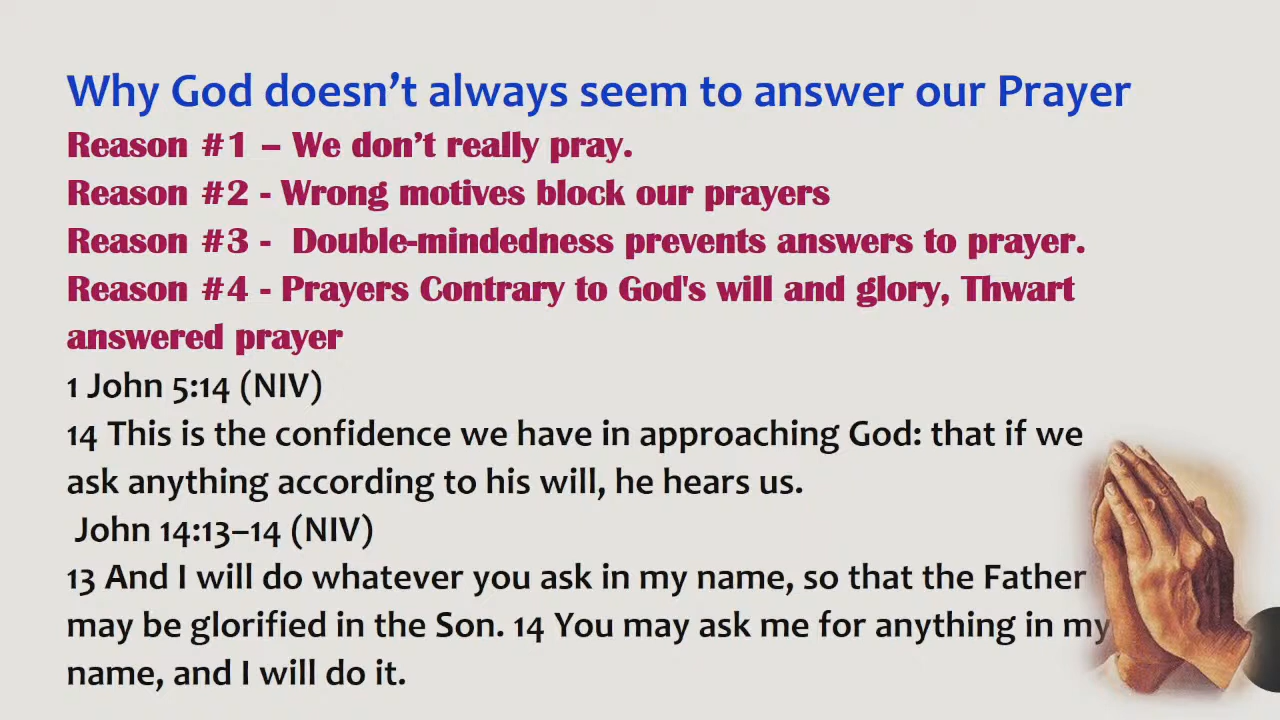 Why God doesn’t always seem to answer our Prayer
Reason #1 – We don’t really pray.
Reason #2 - Wrong motives block our prayers
Reason #3 -  Double-mindedness prevents answers to prayer.
Reason #4 - Prayers Contrary to God's will and glory, Thwart
answered prayer
1 John 5:14 (NIV)
14 This is the confidence we have in approaching God: that if we
ask anything according to his will, he hears us.
John 14:13–14 (NIV)
13 And I will do whatever you ask in my name, so that the Father
may be glorified in the Son. 14 You may ask me for anything in my
name, and I will do it.